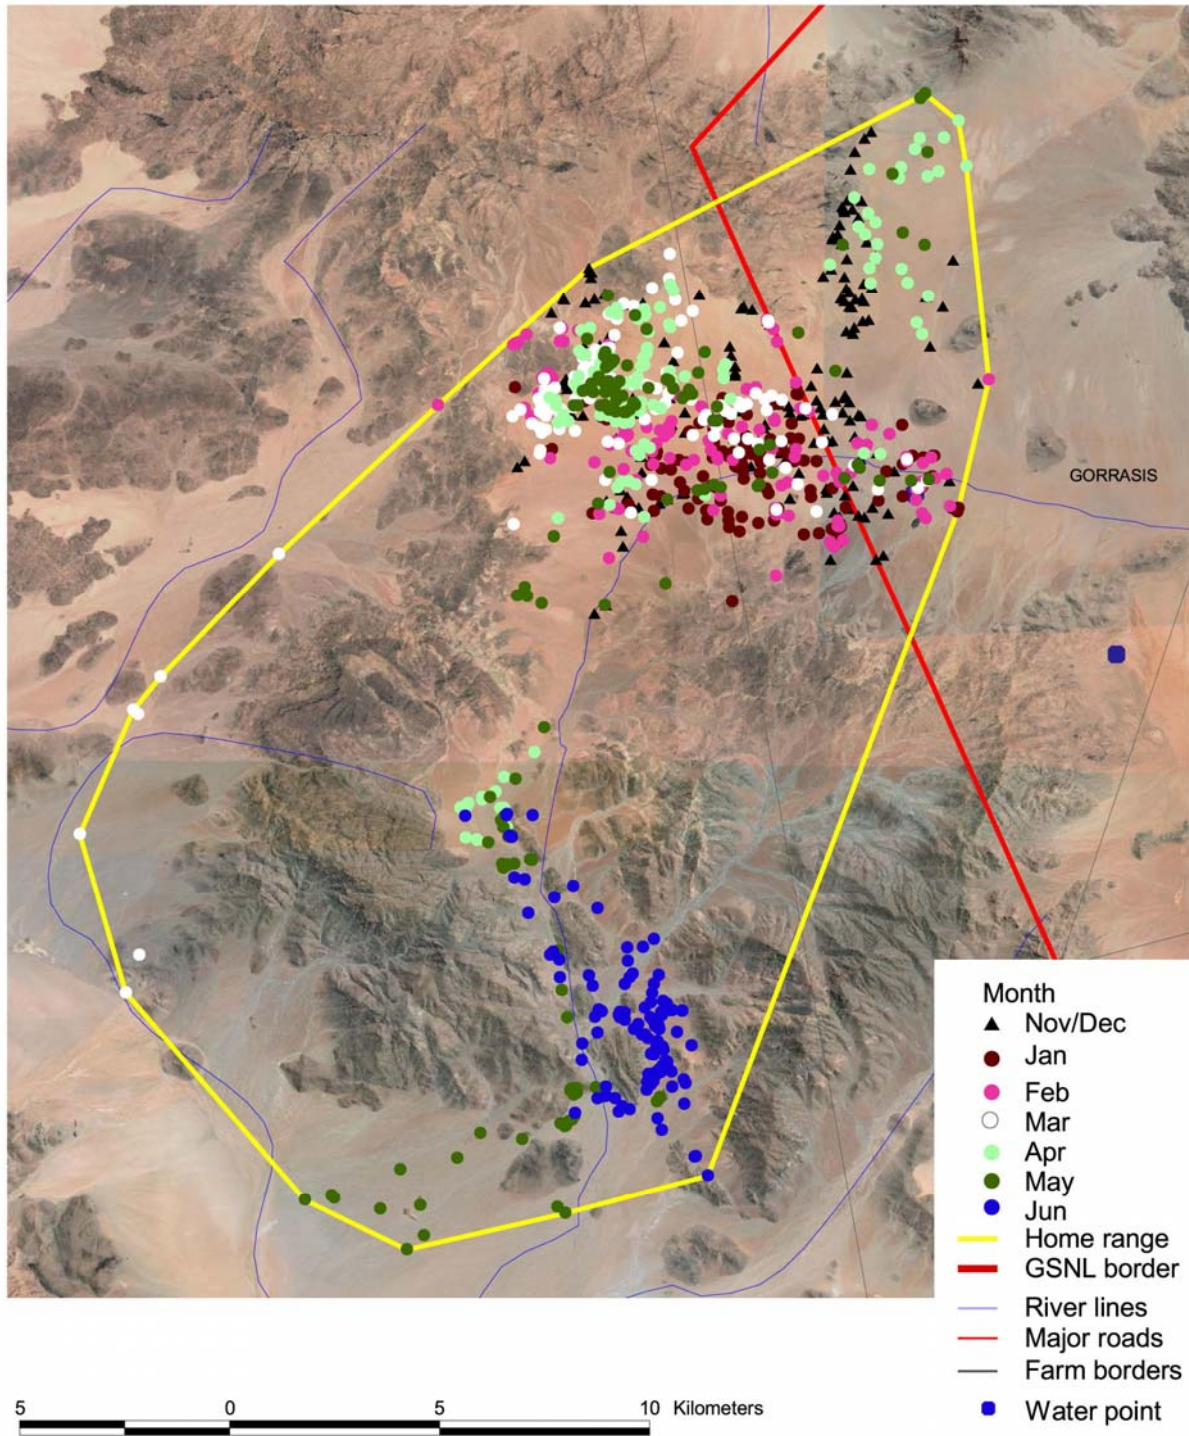 GORRASIS
Month
Nov/Dec
Jan
Feb
Mar
Apr
May
Jun
Home range
GSNL border
River lines
Major roads
Farm borders
Water point
5 0 5 10 Kilometers